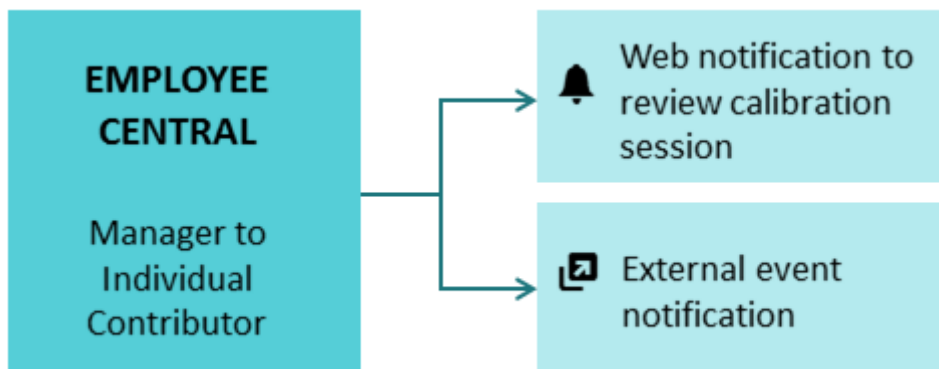 EMPLOYEE
CENTRAL
Manager to
Individual
Contributor
Web notification to
review calibration
session
External event
notification